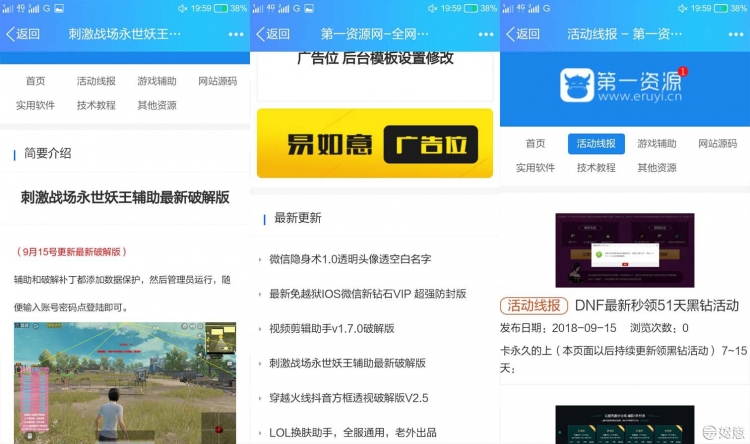 4G G 19:59 38%
返回 刺激战场永世妖王…
首页 活动线报 游戏辅助 网站源码
实用软件 技术教程 其他资源
简要介绍
刺激战场永世妖王辅助最新破解版
（9月15号更新最新破解版）
辅助和破解补丁都添加数据保护，然后管理员运行，随
便输入账号密码点登陆即可。
4G G 19:59 38%
返回 第一资源网-全网…
广告位 后台模板设置修改
易如意 广告位
最新更新
微信隐身术1.0透明头像透空白名字
最新免越狱IOS微信新钻石VIP 超强防封版
视频剪辑助手v1.7.0破解版
刺激战场永世妖王辅助最新破解版
穿越火线抖音方框透视破解版V2.5
LOL换肤助手，全服通用，老外出品
4G G 19:59 38%
返回 活动线报 - 第一资…
第一资源 1
www.eruyi.cn
首页 活动线报 游戏辅助 网站源码
实用软件 技术教程 其他资源
活动线报 DNF最新秒领51天黑钻活动
发布日期：2018-09-15 浏览次数：0
卡永久的上（本页面以后持续更新领黑钻活动）7~15
天；